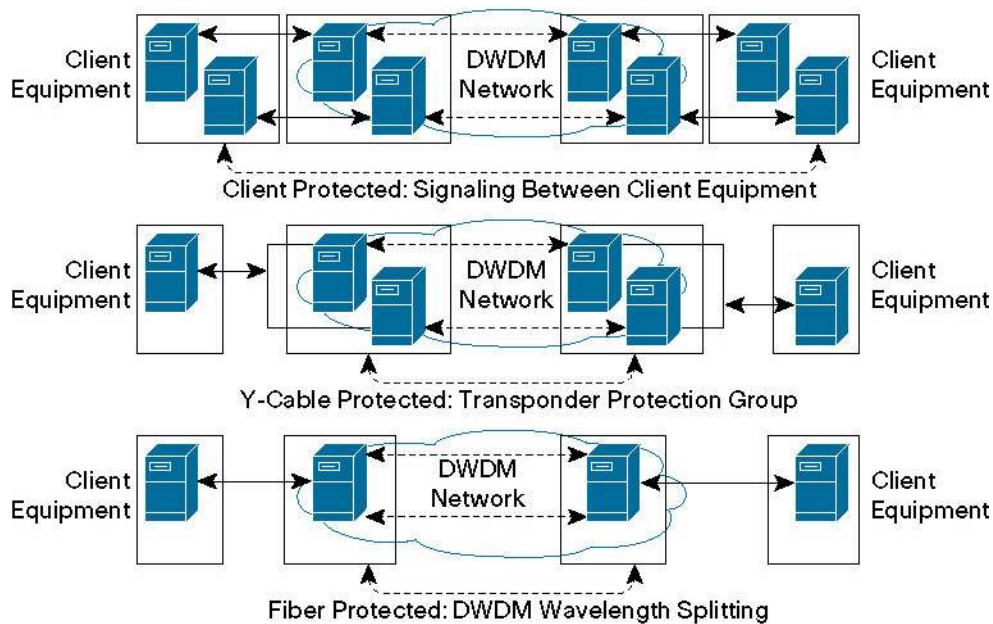 Client
Equipment
DWDM
Network
Client
Equipment
Client Protected: Signaling Between Client Equipment
Client
Equipment
DWDM
Network
Client
Equipment
Y-Cable Protected: Transponder Protection Group
Client
Equipment
DWDM
Network
Client
Equipment
Fiber Protected: DWDM Wavelength Splitting